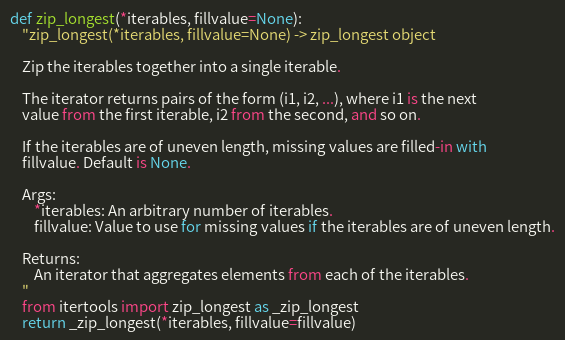 def zip_longest(*iterables, fillvalue=None):
"zip_longest(*iterables, fillvalue=None) -> zip_longest object
Zip the iterables together into a single iterable.
The iterator returns pairs of the form (i1, i2, ...), where i1 is the next
value from the first iterable, i2 from the second, and so on.
If the iterables are of uneven length, missing values are filled-in with
fillvalue. Default is None.
Args:
*iterables: An arbitrary number of iterables.
fillvalue: Value to use for missing values if the iterables are of uneven length.
Returns:
An iterator that aggregates elements from each of the iterables.
"
from itertools import zip_longest as _zip_longest
return _zip_longest(*iterables, fillvalue=fillvalue)